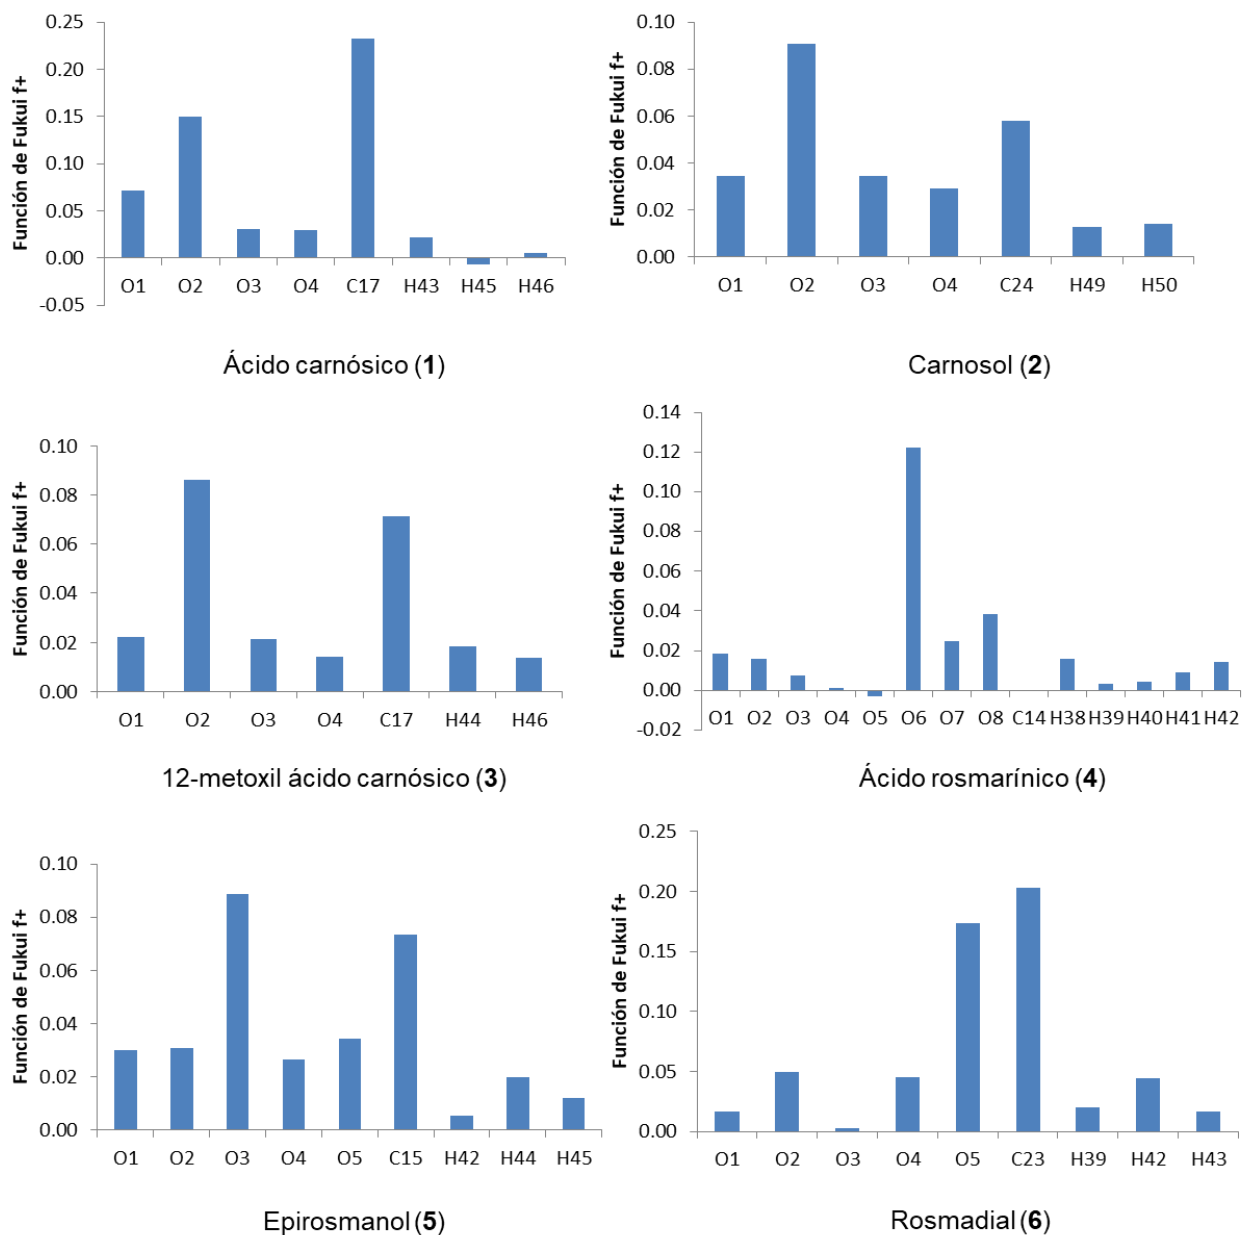 Función de Fukui f+
0.25
0.20
0.15
0.10
0.05
0.00
-0.05
O1 O2 O3 O4 C17 H43 H45 H46
Ácido carnósico (1)
Función de Fukui f+
0.10
0.08
0.06
0.04
0.02
0.00
O1 O2 O3 O4 C24 H49 H50
Carnosol (2)
Función de Fukui f+
0.10
0.08
0.06
0.04
0.02
0.00
O1 O2 O3 O4 C17 H44 H46
12-metoxil ácido carnósico (3)
Función de Fukui f+
0.14
0.12
0.10
0.08
0.06
0.04
0.02
0.00
-0.02
O1 O2 O3 O4 O5 O6 O7 O8 C14 H38 H39 H40 H41 H42
Ácido rosmarínico (4)
Función de Fukui f+
0.10
0.08
0.06
0.04
0.02
0.00
O1 O2 O3 O4 O5 C15 H42 H44 H45
Epirosmanol (5)
Función de Fukui f+
0.25
0.20
0.15
0.10
0.05
0.00
O1 O2 O3 O4 O5 C23 H39 H42 H43
Rosmadial (6)